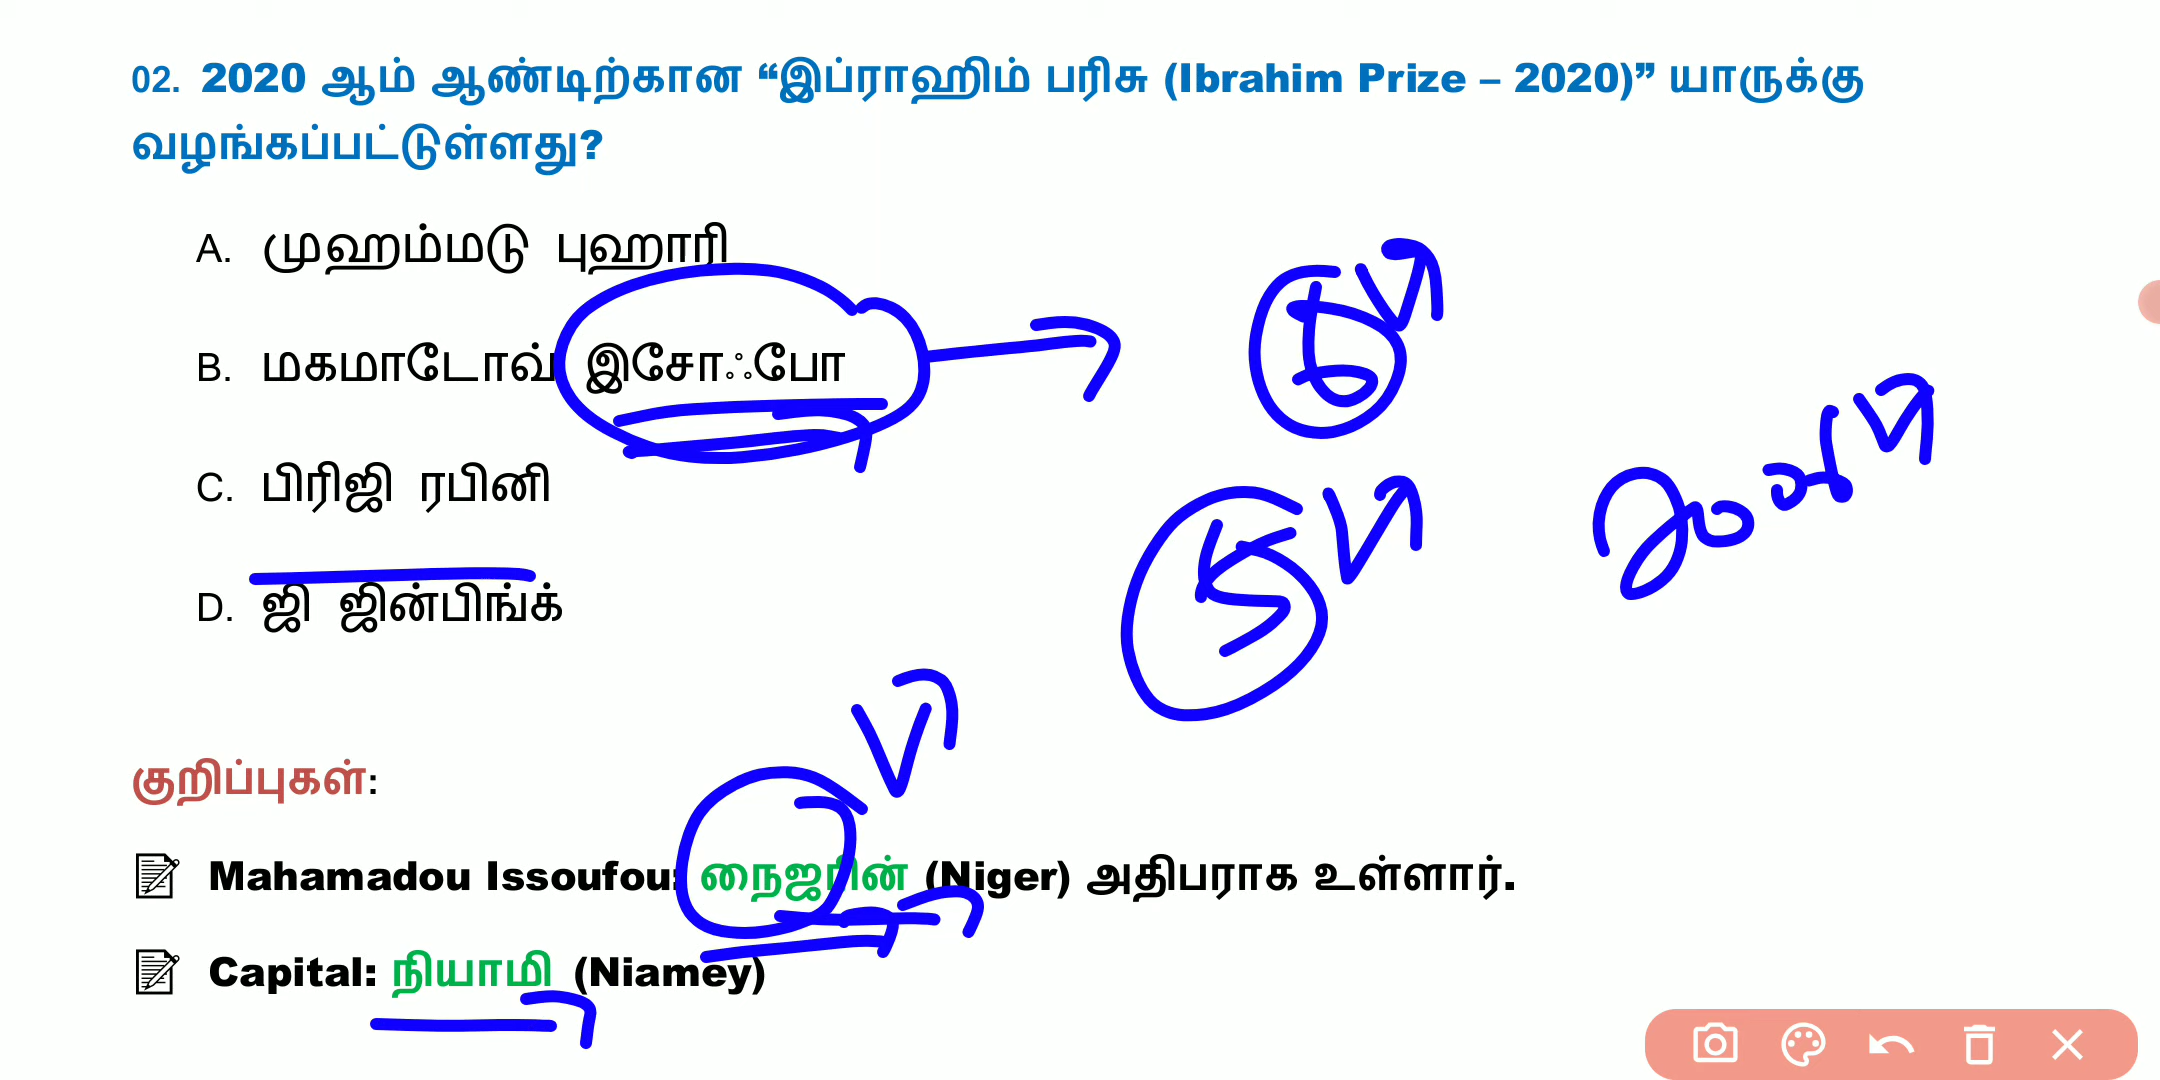 02. 2020 ஆம் ஆண்டிற்கான “இப்ராஹிம் பரிசு (Ibrahim Prize – 2020)” யாருக்கு
வழங்கப்பட்டுள்ளது?
A. முஹம்மடு புஹாரி
B. மகமாடோவ் இசோஃபோ
C. பிரிஜி ரபினி
D. ஜி ஜின்பிங்க்
குறிப்புகள்:
Mahamadou Issoufou: நைஜரின் (Niger) அதிபராக உள்ளார்.
Capital: நியாமி (Niamey)